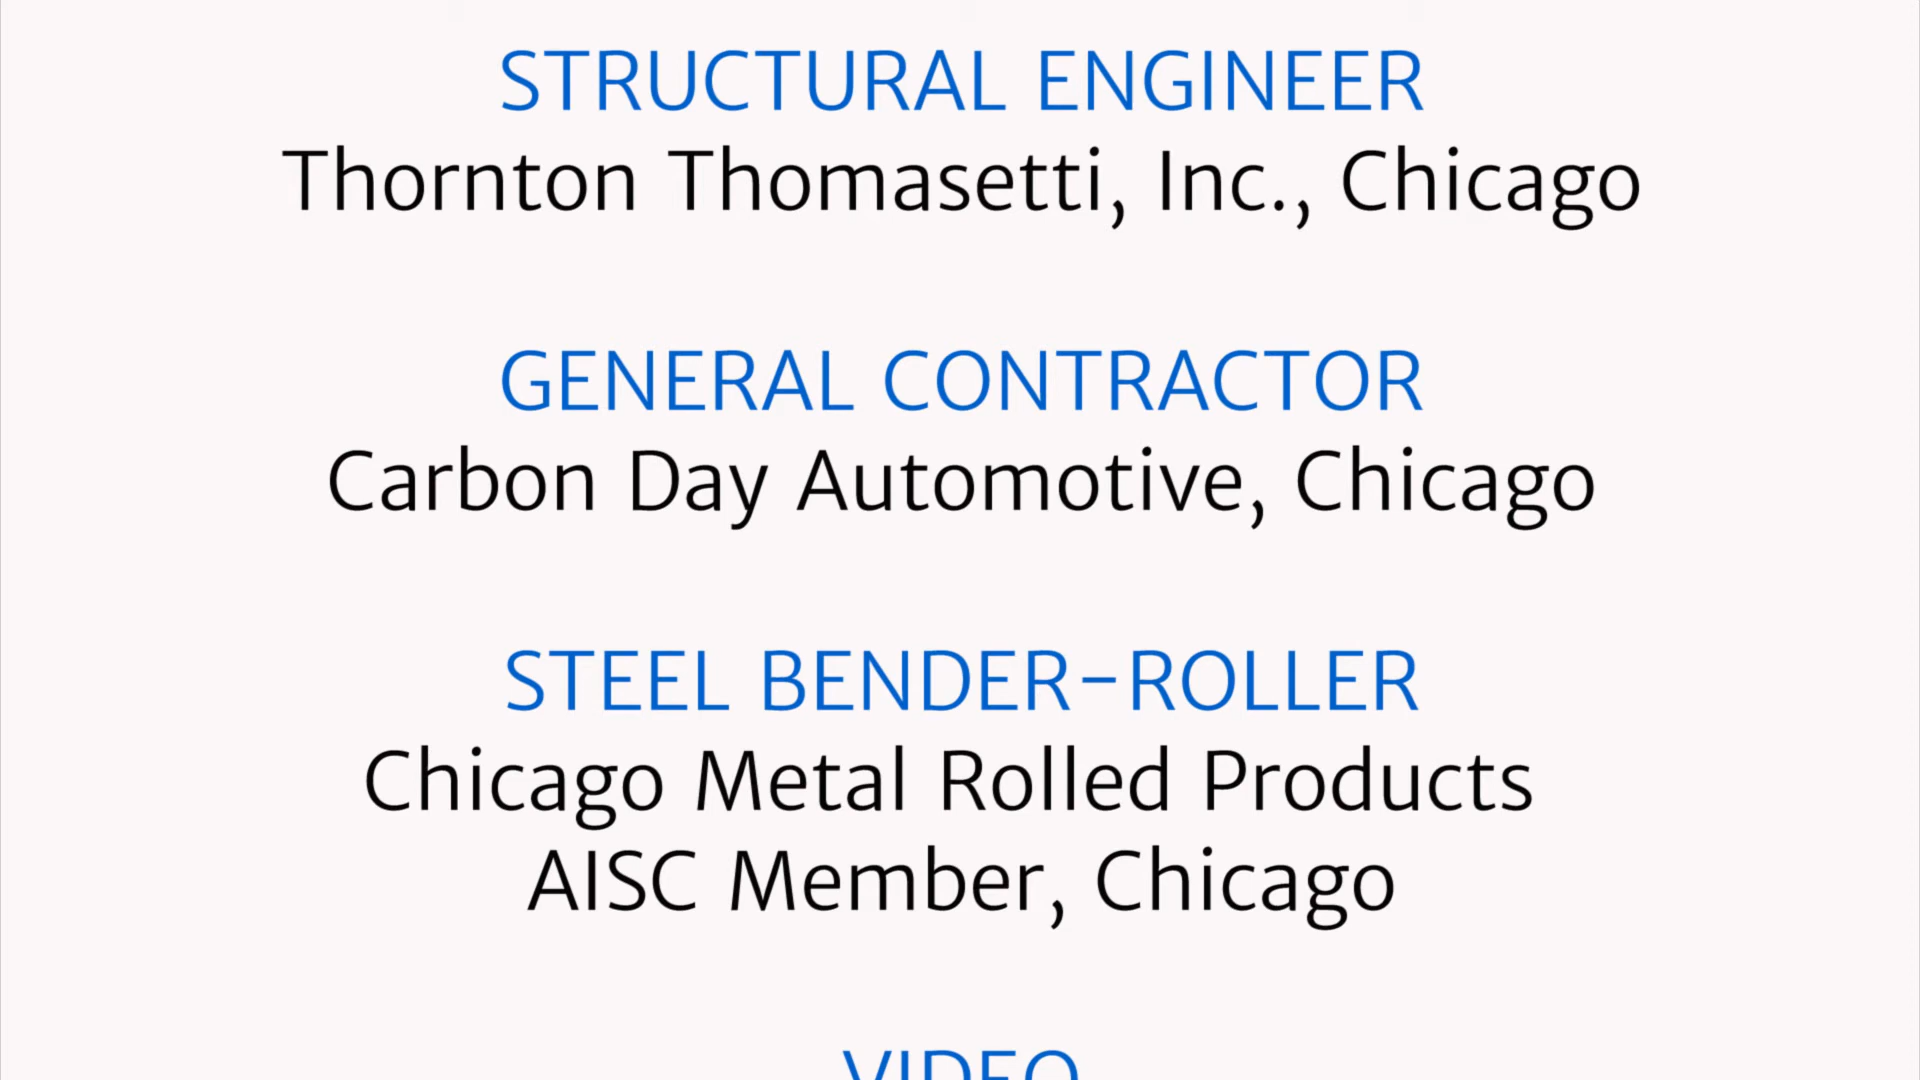 STRUCTURAL ENGINEER
Thornton Thomasetti, Inc., Chicago
GENERAL CONTRACTOR
Carbon Day Automotive, Chicago
STEEL BENDER-ROLLER
Chicago Metal Rolled Products
AISC Member, Chicago
VIDEO